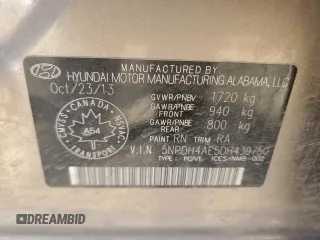 MANUFACTURED BY
HYUNDAI MOTOR MANUFACTURING ALABAMA, LLC
Oct/23/13
GVWR/PNBV 1720 kg
GAWR/PNBE FRONT 940 kg
GAWR/PNBE REAR 800 kg
PAINT RN TRIM RA
V.I.N. 5NPDH4AE5DH439750
TYPE: PC/VT ICES/NMB-002
CANADA
CMISS NSVAC
A54
TRANSPORT
DREAMBID